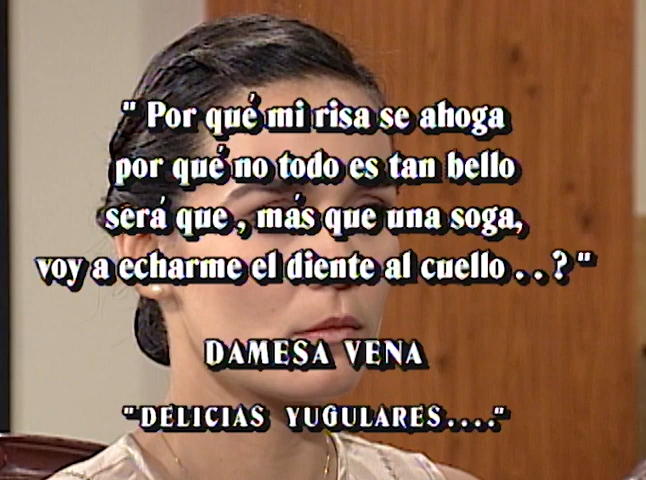 " Por qué mi risa se ahoga
por qué no todo es tan bello
será que, más que una soga,
voy a echarme el diente al cuello . . ? "
DAMESA VENA
"DELICIAS YUGULARES...."